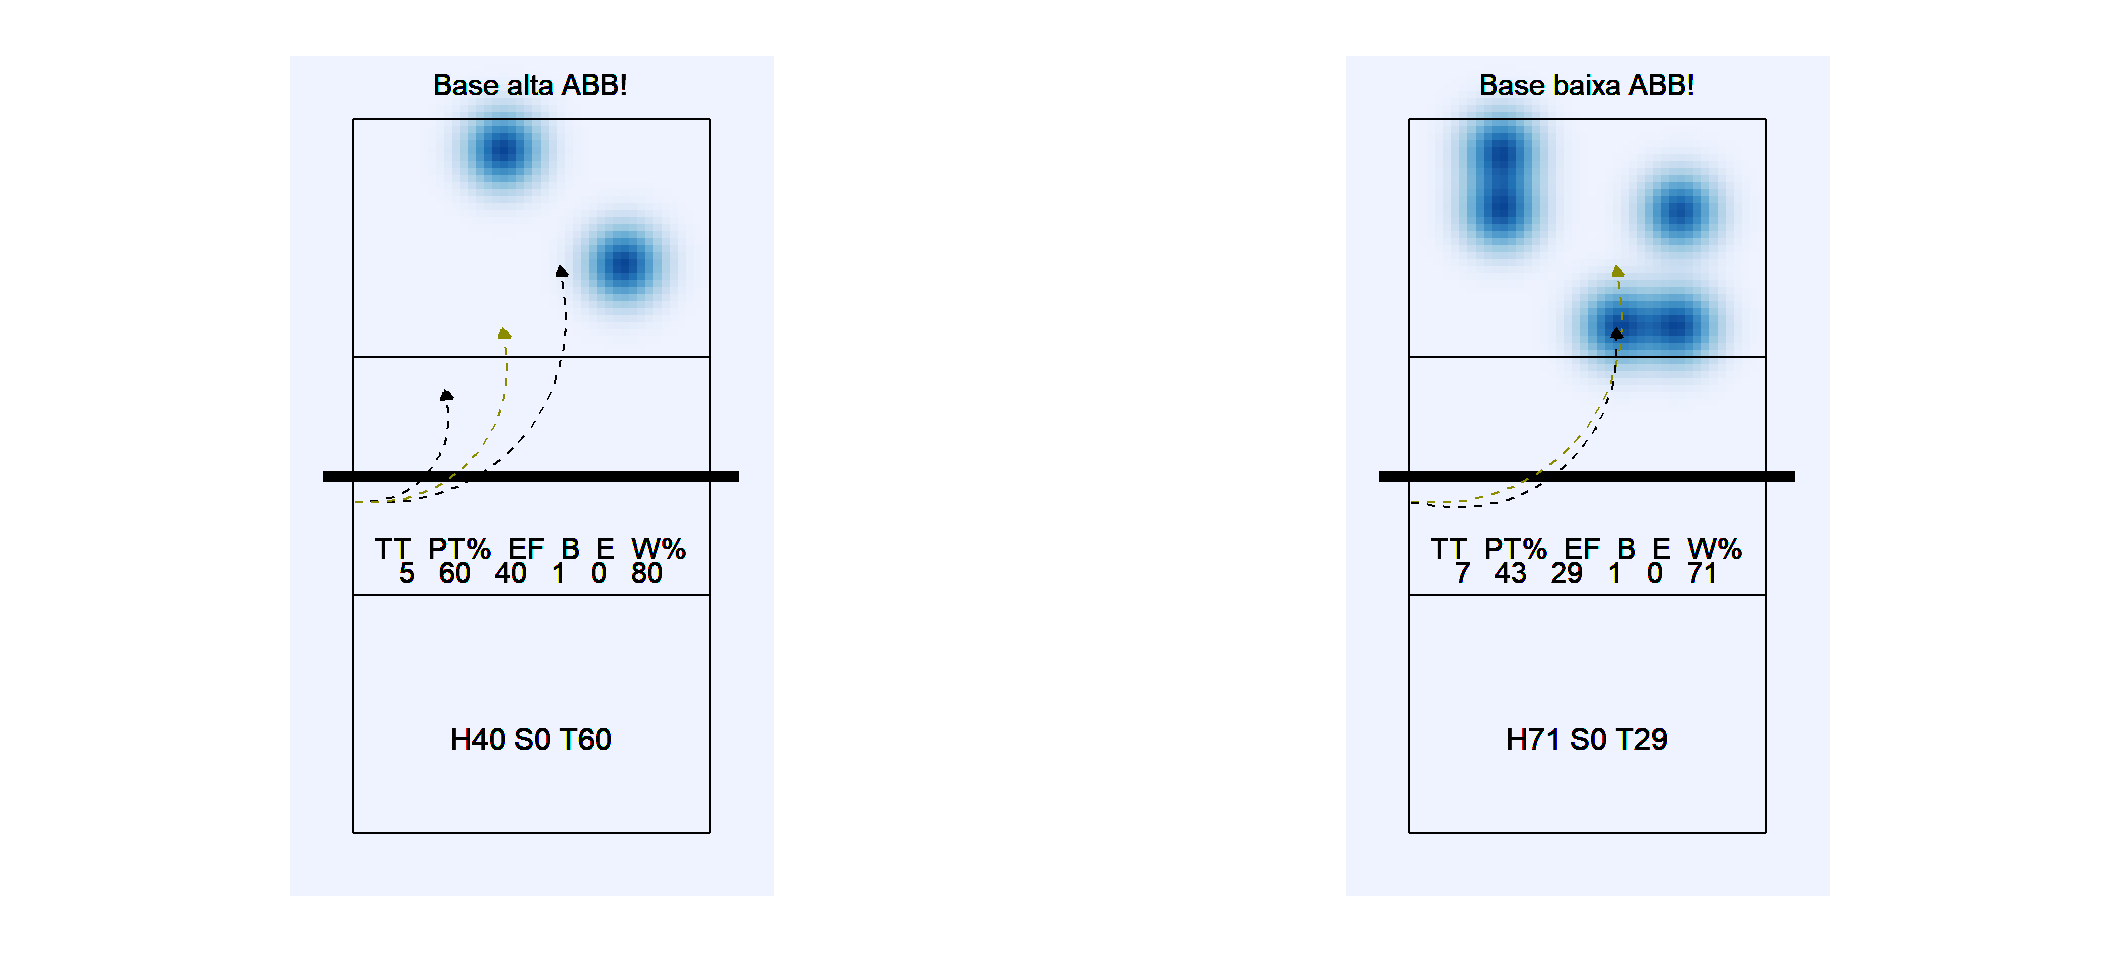 Base alta ABB!
TT PT% EF B E W%
5 60 40 1 0 80
H40 S0 T60
Base baixa ABB!
TT PT% EF B E W%
7 43 29 1 0 71
H71 S0 T29